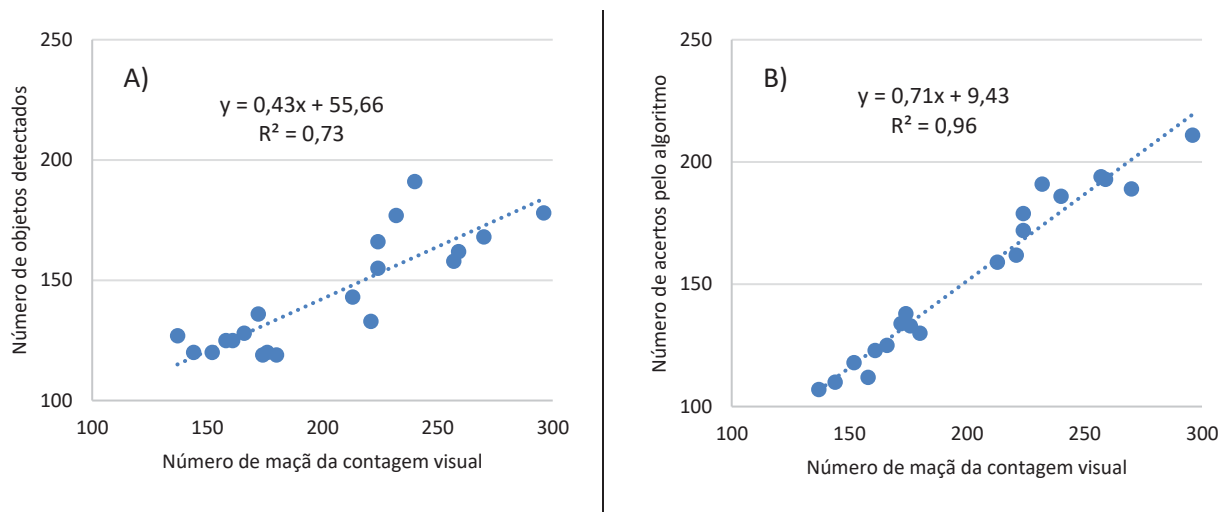 250
200
150
100
100
150
200
250
300
Número de objetos detectados
Número de maçã da contagem visual
A)
y = 0,43x + 55,66
R² = 0,73
250
200
150
100
100
150
200
250
300
Número de acertos pelo algoritmo
Número de maçã da contagem visual
B)
y = 0,71x + 9,43
R² = 0,96